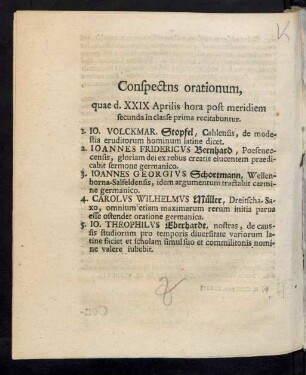 Conspectus orationum,
quae d. XXIX Aprilis hora post meridiem
secunda in classe prima recitabuntur.
1. IO. VOLCKMAR. Stopfel, Cahlensis, de mode-
stia eruditorum hominum latine dicet.
2. IOANNES FRIDERICVS Bernhard, Poesenec-
censis, gloriam dei ex rebus creatis elucentem praedi-
cabit sermone germanico.
3. IOANNES GEORGIVS Schortmann, Wellen-
borna-Salfeldensis, idem argumentum tractabit carmi-
ne germanico.
4. CAROLVS WILHELMVS Müller, Dreitscha-Sa-
xo, omnium etiam maximarum rerum initia parua
esse ostendet oratione germanica.
5. IO. THEOPHILVS Eberhardt, nostras, de caus-
sis studiorum pro temporis diuersitate variorum la-
tine diciet et scholam simul suo et commilitonis nomi-
ne valere iubebit.